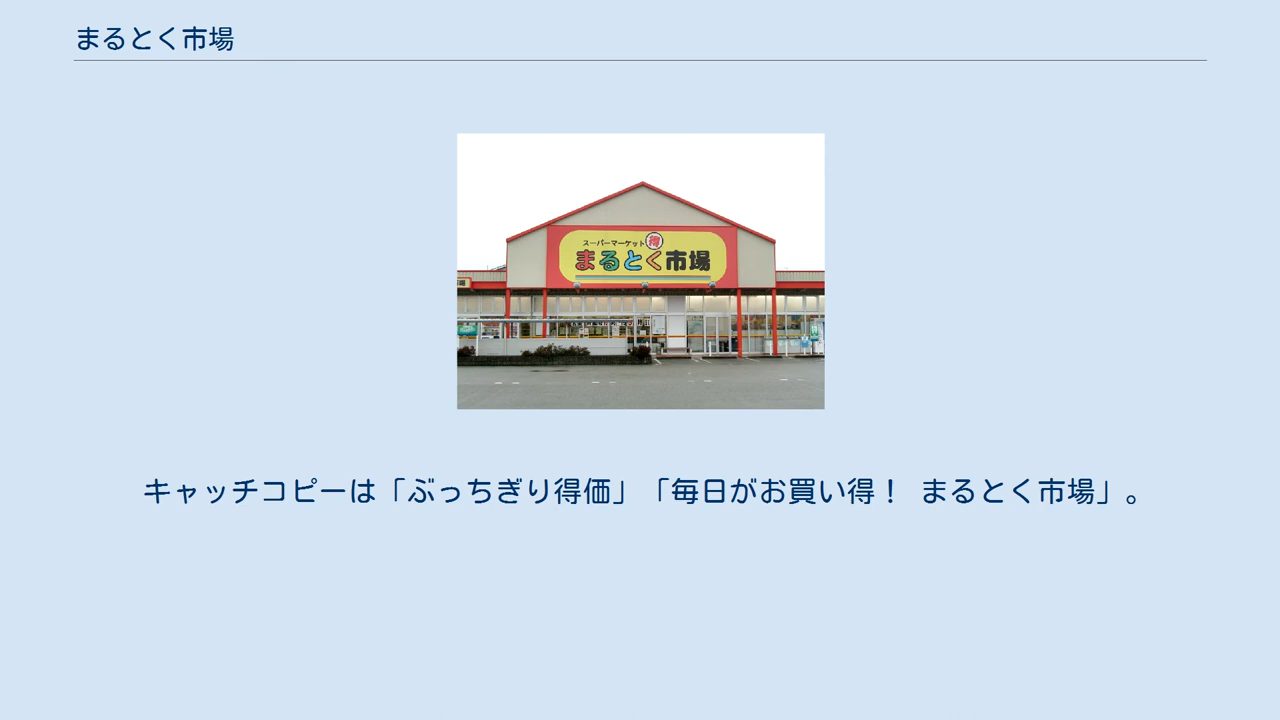 まるとく市場
スーパーマーケット 得
まるとく市場
キャッチコピーは「ぶっちぎり得価」「毎日がお買い得！ まるとく市場」。